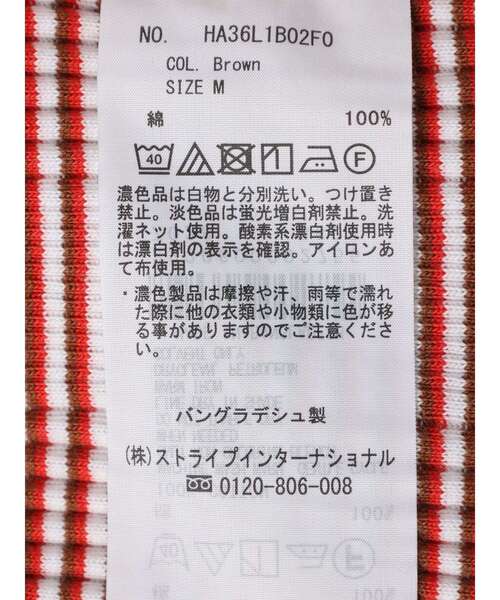 NO. HA36L1B02F0
COL. Brown
SIZE M
綿 100%
40 F
濃色品は白物と分別洗い。つけ置き
禁止。淡色品は蛍光増白剤禁止。洗
濯ネット使用。酸素系漂白剤使用時
は漂白剤の表示を確認。アイロンあ
て布使用。
・濃色製品は摩擦や汗、雨等で濡れ
た際に他の衣類や小物類に色が移
る事がありますのでご注意くださ
い。
バングラデシュ製
(株)ストライプインターナショナル
0120-806-008